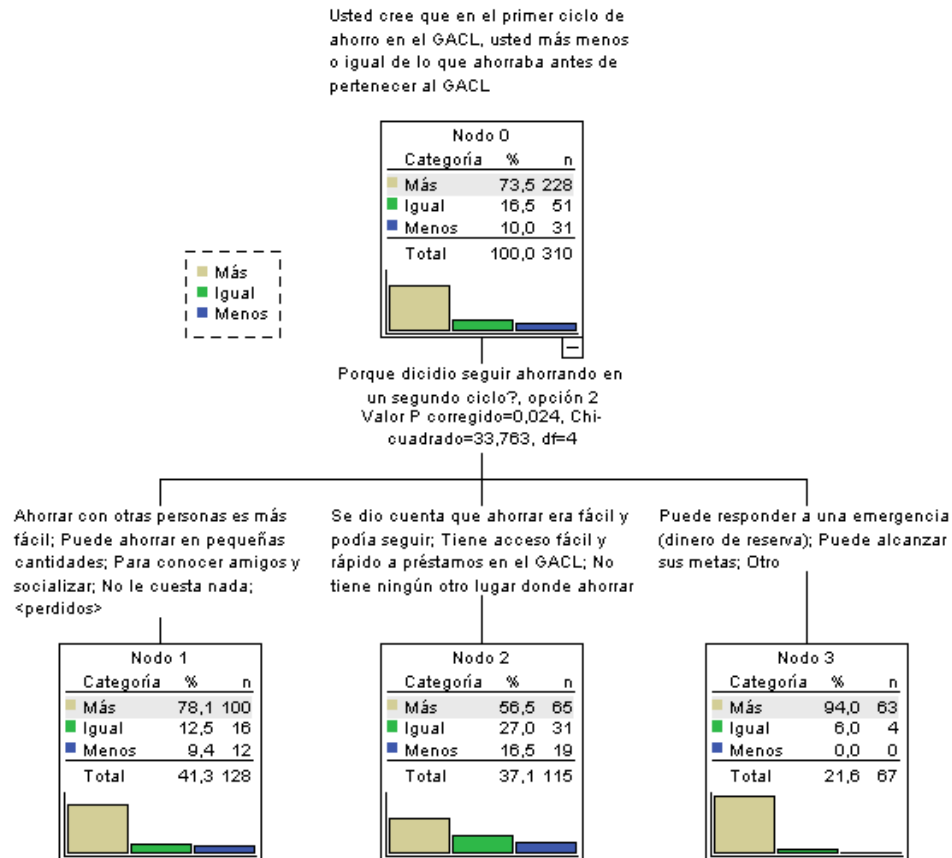 Usted cree que en el primer ciclo de
ahorro en el GACL, usted más menos
o igual de lo que ahorraba antes de
pertenecer al GACL
Nodo 0
Categoría % n
Más 73,5 228
Igual 16,5 51
Menos 10,0 31
Total 100,0 310
Más
Igual
Menos
Porque dicidio seguir ahorrando en
un segundo ciclo?, opción 2
Valor P corregido=0,024, Chi-
cuadrado=33,763, df=4
Ahorrar con otras personas es más
fácil; Puede ahorrar en pequeñas
cantidades; Para conocer amigos y
socializar; No le cuesta nada;
<perdidos>
Se dio cuenta que ahorrar era fácil y
podía seguir; Tiene acceso fácil y
rápido a préstamos en el GACL; No
tiene ningún otro lugar donde ahorrar
Puede responder a una emergencia
(dinero de reserva); Puede alcanzar
sus metas; Otro
Nodo 1
Categoría % n
Más 78,1 100
Igual 12,5 16
Menos 9,4 12
Total 41,3 128
Nodo 2
Categoría % n
Más 56,5 65
Igual 27,0 31
Menos 16,5 19
Total 37,1 115
Nodo 3
Categoría % n
Más 94,0 63
Igual 6,0 4
Menos 0,0 0
Total 21,6 67